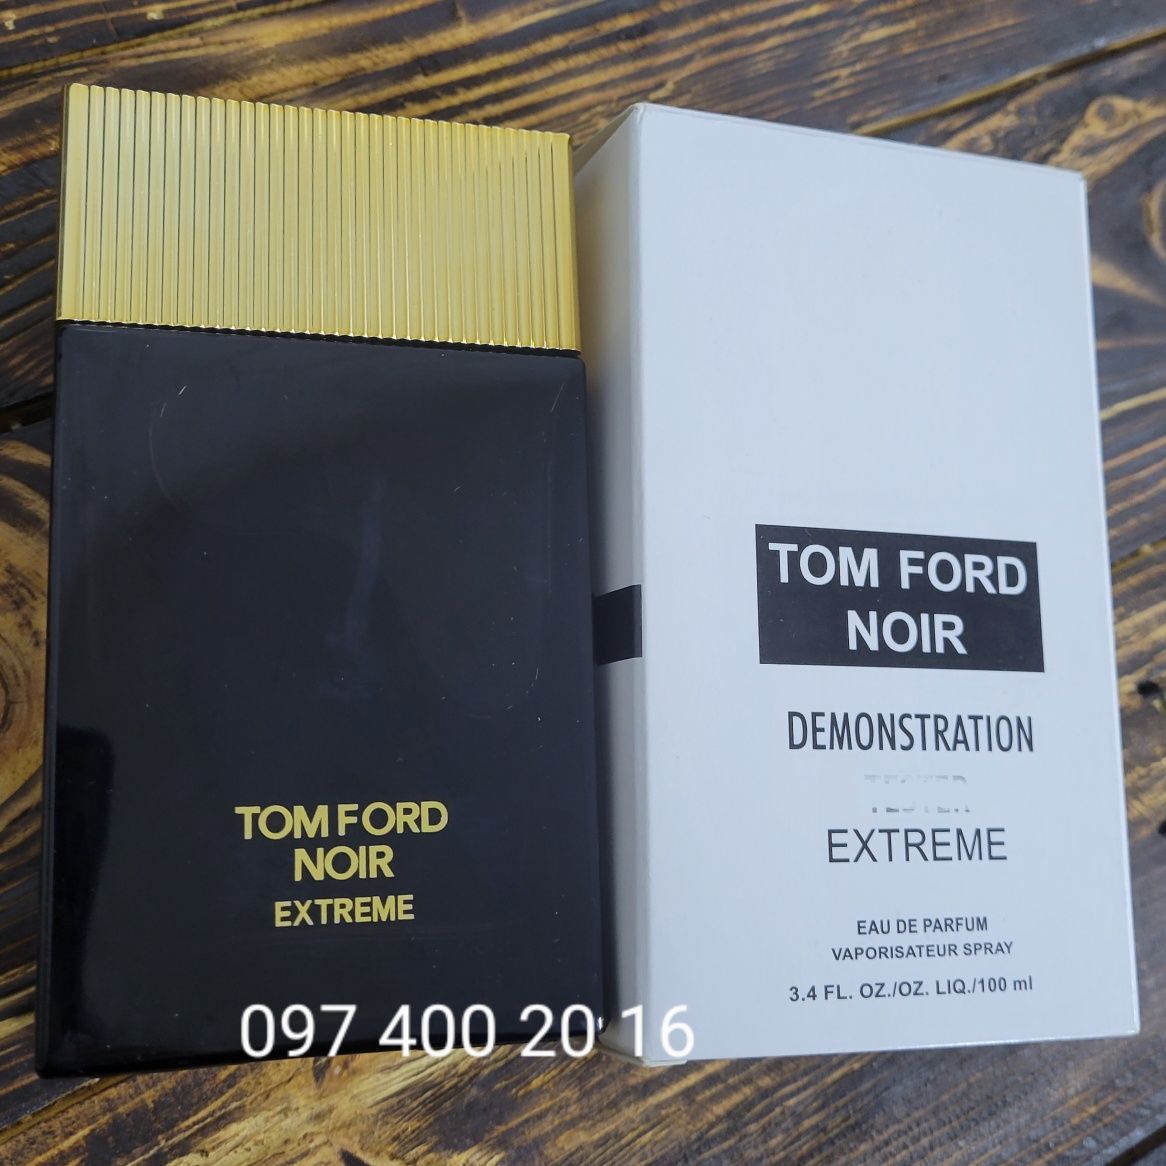 TOM FORD
NOIR
EXTREME
TOM FORD
NOIR
DEMONSTRATION
TESTER
EXTREME
EAU DE PARFUM
VAPORISATEUR SPRAY
3.4 FL. OZ./OZ. LIQ./100 ml
097 400 20 16